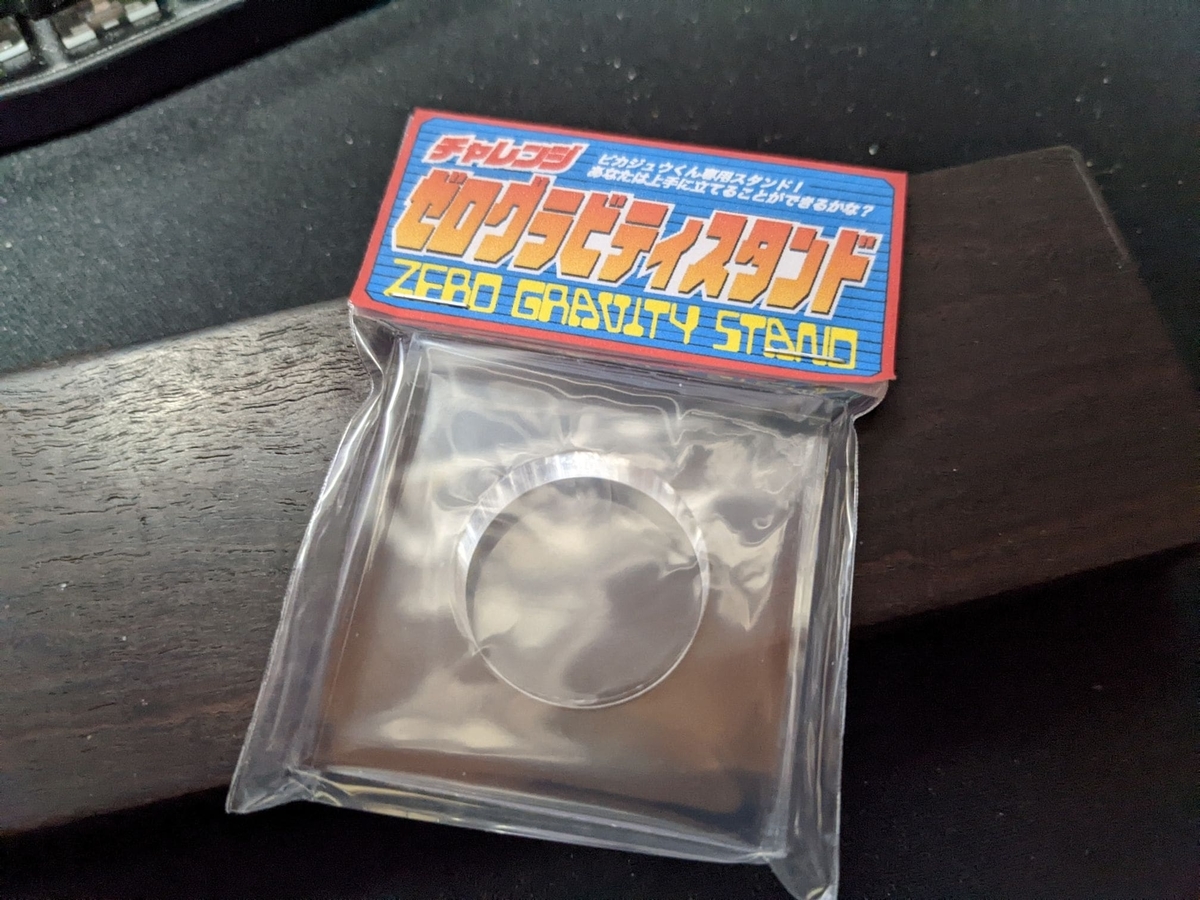 チャレンジ
ピカジュウくん専用スタンド!
あなたは上手に立てることができるかな?
ゼログラビティスタンド
ZERO GRAVITY STAND